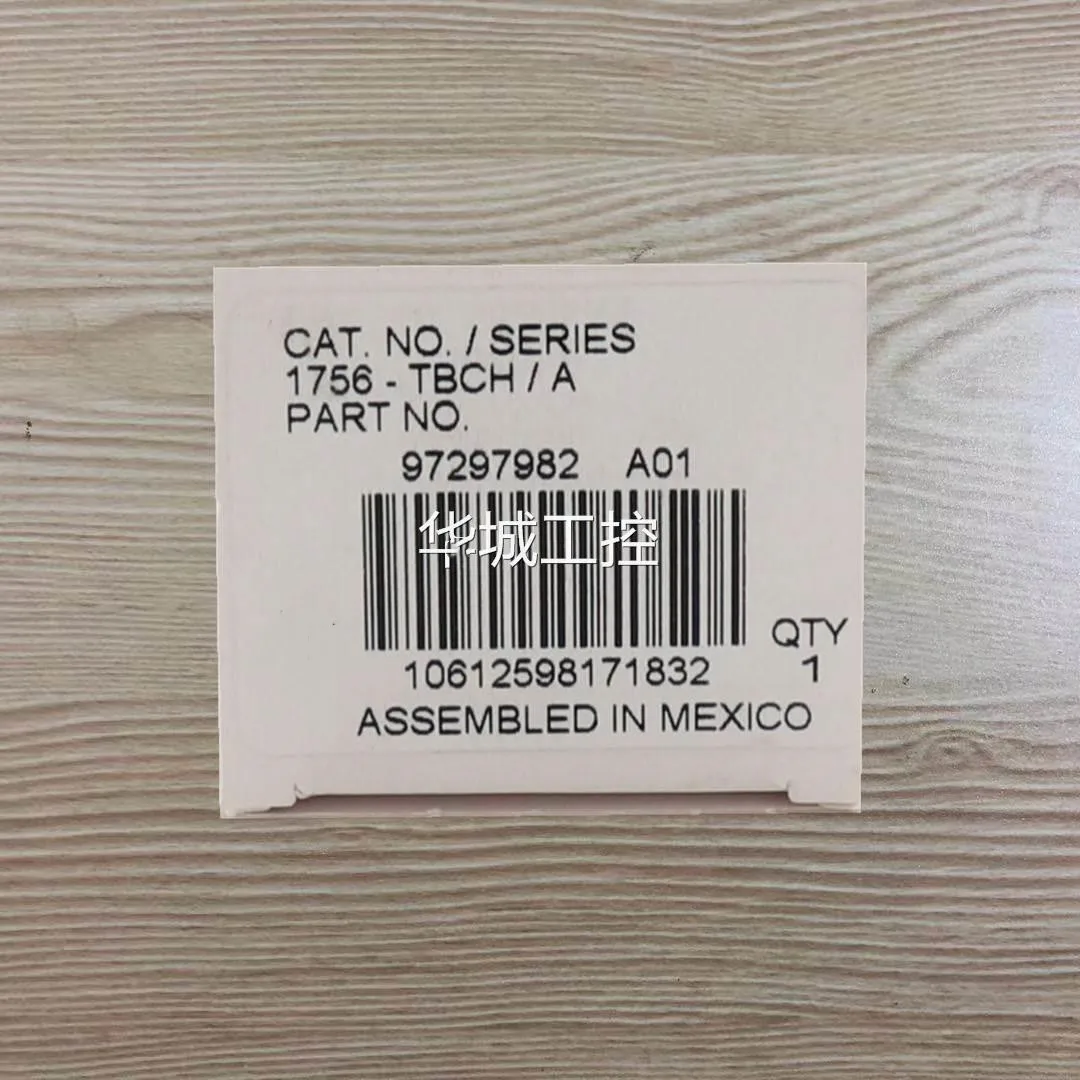 CAT. NO. / SERIES
1756 - TBCH / A
PART NO.
97297982 A01
华城工控
10612598171832
QTY
1
ASSEMBLED IN MEXICO